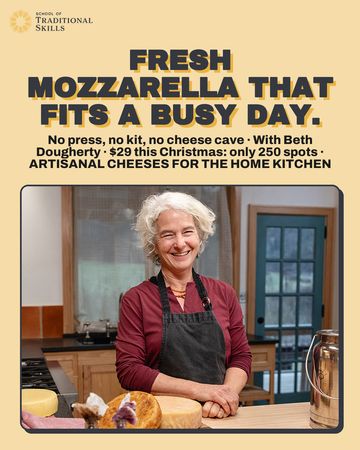 SCHOOL OF
TRADITIONAL
SKILLS
FRESH
MOZZARELLA THAT
FITS A BUSY DAY.
No press, no kit, no cheese cave · With Beth
Dougherty · $29 this Christmas: only 250 spots ·
ARTISANAL CHEESES FOR THE HOME KITCHEN